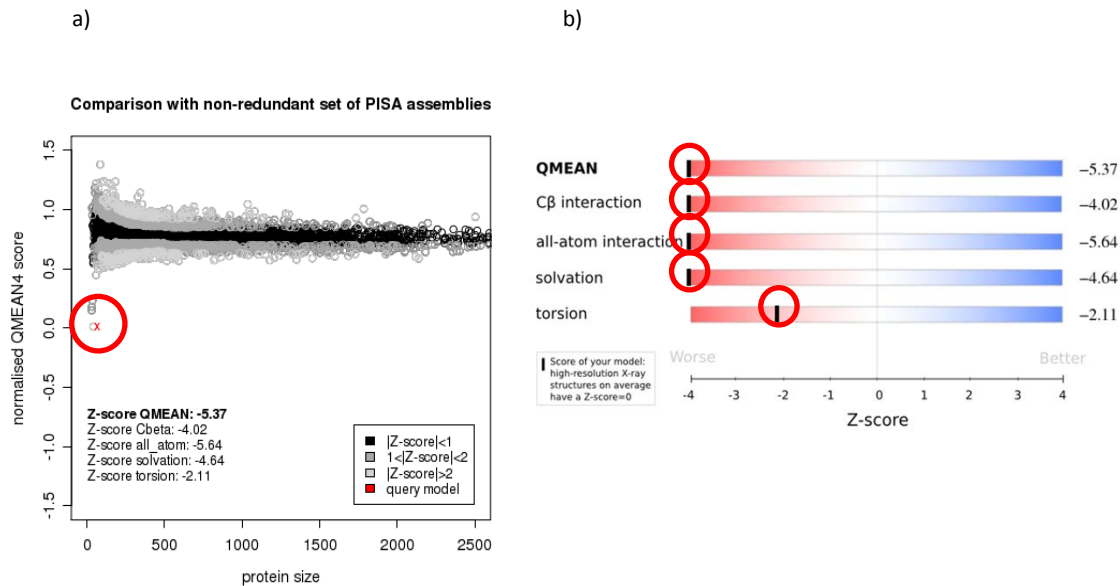 a)
b)
Comparison with non-redundant set of PISA assemblies
normalised QMEAN4 score
1.5
1.0
0.5
0.0
-0.5
-1.0
-1.5
x
Z-score QMEAN: -5.37
Z-score Cbeta: -4.02
Z-score all_atom: -5.64
Z-score solvation: -4.64
Z-score torsion: -2.11
|Z-score|<1
1<|Z-score|<2
|Z-score|>2
query model
0 500 1000 1500 2000 2500
protein size
QMEAN −5.37
Cβ interaction −4.02
all-atom interaction −5.64
solvation −4.64
torsion −2.11
Score of your model:
high-resolution X-ray
structures on average
have a Z-score=0
Worse Better
-4 -3 -2 -1 0 1 2 3 4
Z-score